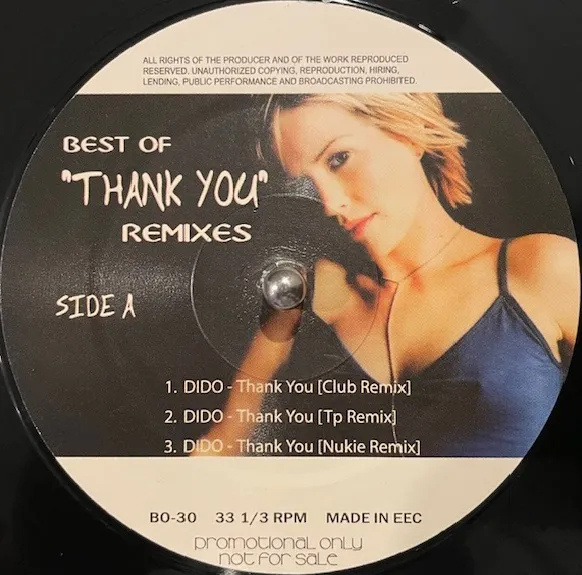 ALL RIGHTS OF THE PRODUCER AND OF THE WORK REPRODUCED
RESERVED. UNAUTHORIZED COPYING, REPRODUCTION, HIRING,
LENDING, PUBLIC PERFORMANCE AND BROADCASTING PROHIBITED.
BEST OF
"THANK YOU"
REMIXES
SIDE A
1. DIDO - Thank You [Club Remix]
2. DIDO - Thank You [Tp Remix]
3. DIDO - Thank You [Nukie Remix]
BO-30 33 1/3 RPM MADE IN EEC
promotional only
not for sale